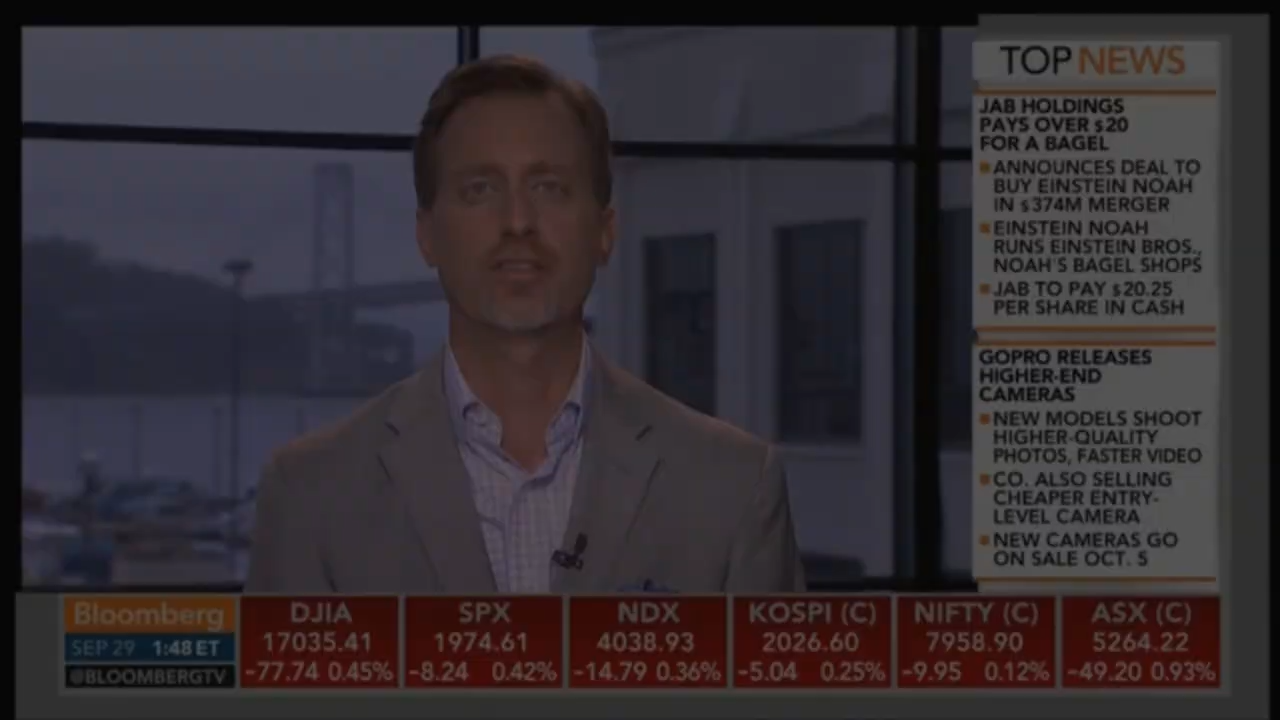 TOP NEWS
JAB HOLDINGS
PAYS OVER $20
FOR A BAGEL
ANNOUNCES DEAL TO
BUY EINSTEIN NOAH
IN $374M MERGER
EINSTEIN NOAH
RUNS EINSTEIN BROS.,
NOAH'S BAGEL SHOPS
JAB TO PAY $20.25
PER SHARE IN CASH
GOPRO RELEASES
HIGHER-END
CAMERAS
NEW MODELS SHOOT
HIGHER-QUALITY
PHOTOS, FASTER VIDEO
CO. ALSO SELLING
CHEAPER ENTRY-
LEVEL CAMERA
NEW CAMERAS GO
ON SALE OCT. 5
Bloomberg
SEP 29 1:48 ET
@BLOOMBERGTV
DJIA
17035.41
-77.74 0.45%
SPX
1974.61
-8.24 0.42%
NDX
4038.93
-14.79 0.36%
KOSPI (C)
2026.60
-5.04 0.25%
NIFTY (C)
7958.90
-9.95 0.12%
ASX (C)
5264.22
-49.20 0.93%